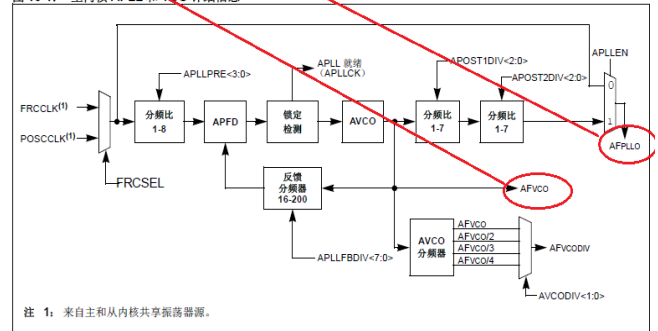 APLLPRE<3:0>
APLL 就绪
（APLLCK）
APOST1DIV<2:0>
APOST2DIV<2:0>
APLLEN
0
1
FRCCLK(1)
POSCCLK(1)
FRCSEL
分频比
1-8
APFD
锁定
检测
AVCO
分频比
1-7
分频比
1-7
AFPLLO
反馈
分频器
16-200
AFVCO
APLLFBDIV<7:0>
AVCO
分频器
AFVCO
AFVCO/2
AFVCO/3
AFVCO/4
AFVCODIV
AVCODIV<1:0>
注 1： 来自主和从内核共享振荡器源。